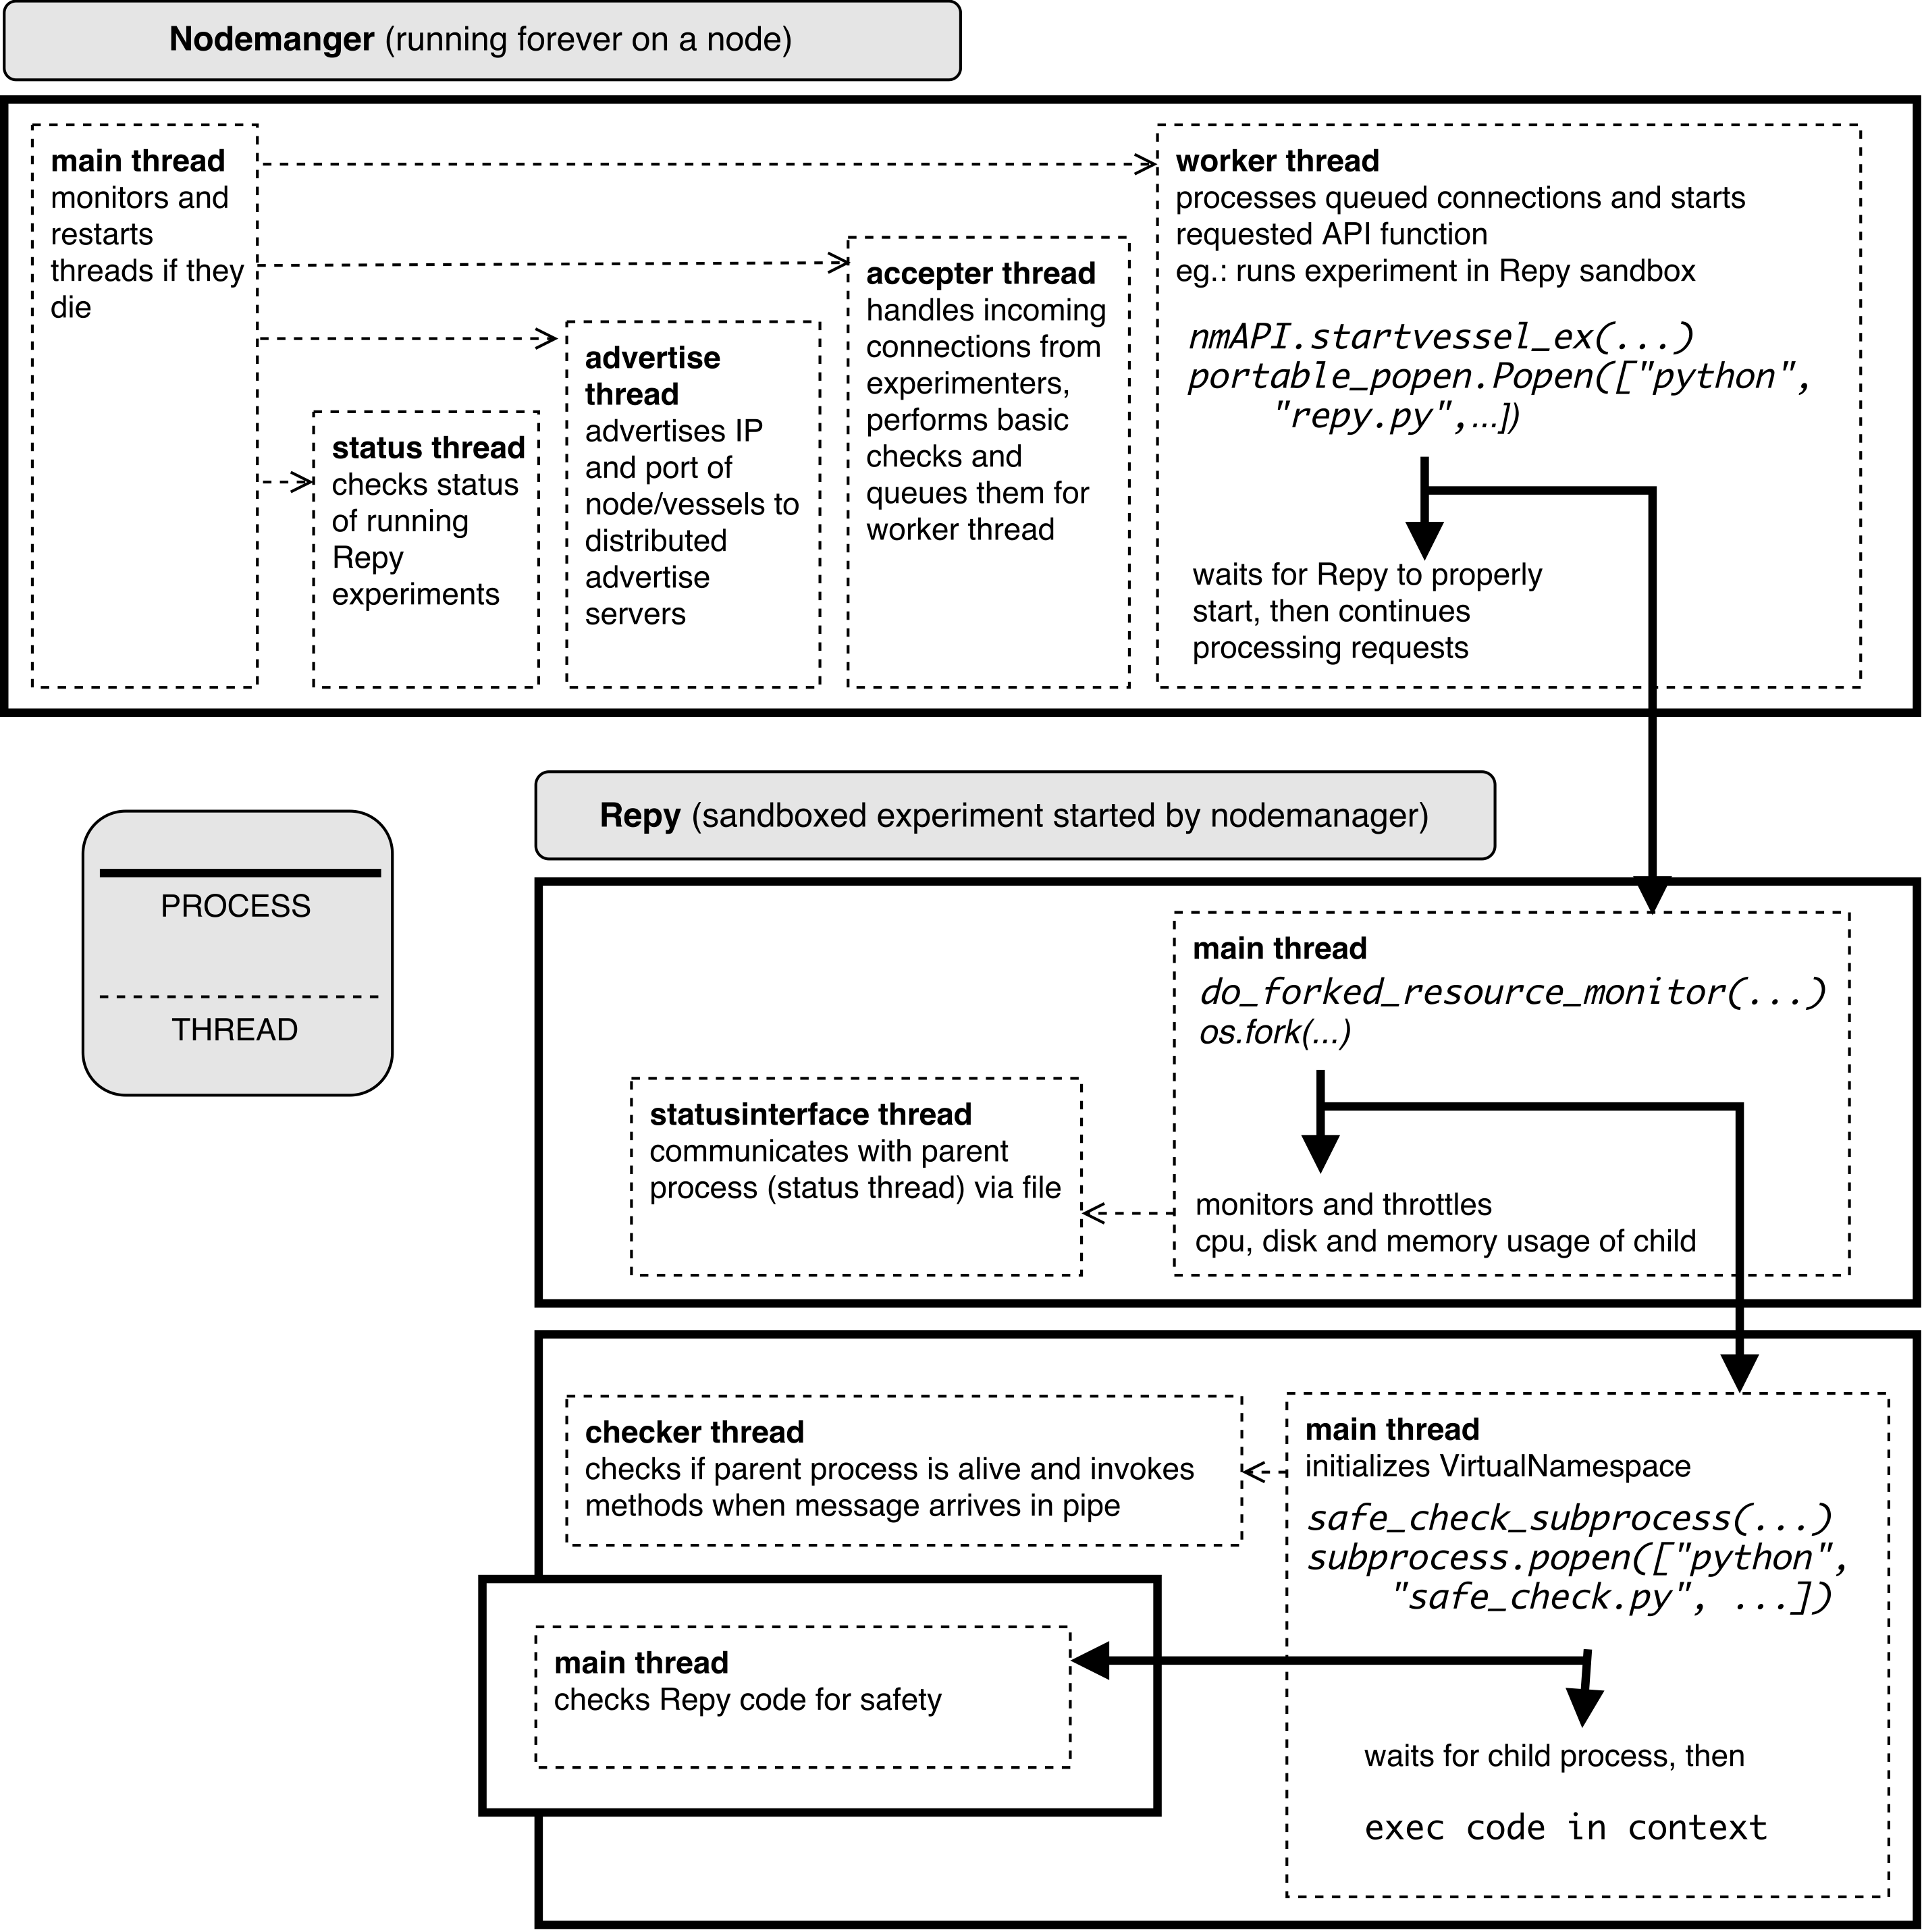 Nodemanger (running forever on a node)
main thread
monitors and
restarts
threads if they
die
status thread
checks status
of running
Repy
experiments
advertise
thread
advertises IP
and port of
node/vessels to
distributed
advertise
servers
accepter thread
handles incoming
connections from
experimenters,
performs basic
checks and
queues them for
worker thread
worker thread
processes queued connections and starts
requested API function
eg.: runs experiment in Repy sandbox
nmAPI.startvessel_ex(...)
portable_popen.Popen(["python",
"repy.py",...])
waits for Repy to properly
start, then continues
processing requests
PROCESS
THREAD
Repy (sandboxed experiment started by nodemanager)
main thread
do_forked_resource_monitor(...)
os.fork(...)
monitors and throttles
cpu, disk and memory usage of child
statusinterface thread
communicates with parent
process (status thread) via file
checker thread
checks if parent process is alive and invokes
methods when message arrives in pipe
main thread
initializes VirtualNamespace
safe_check_subprocess(...)
subprocess.popen(["python",
"safe_check.py", ...])
waits for child process, then
exec code in context
main thread
checks Repy code for safety